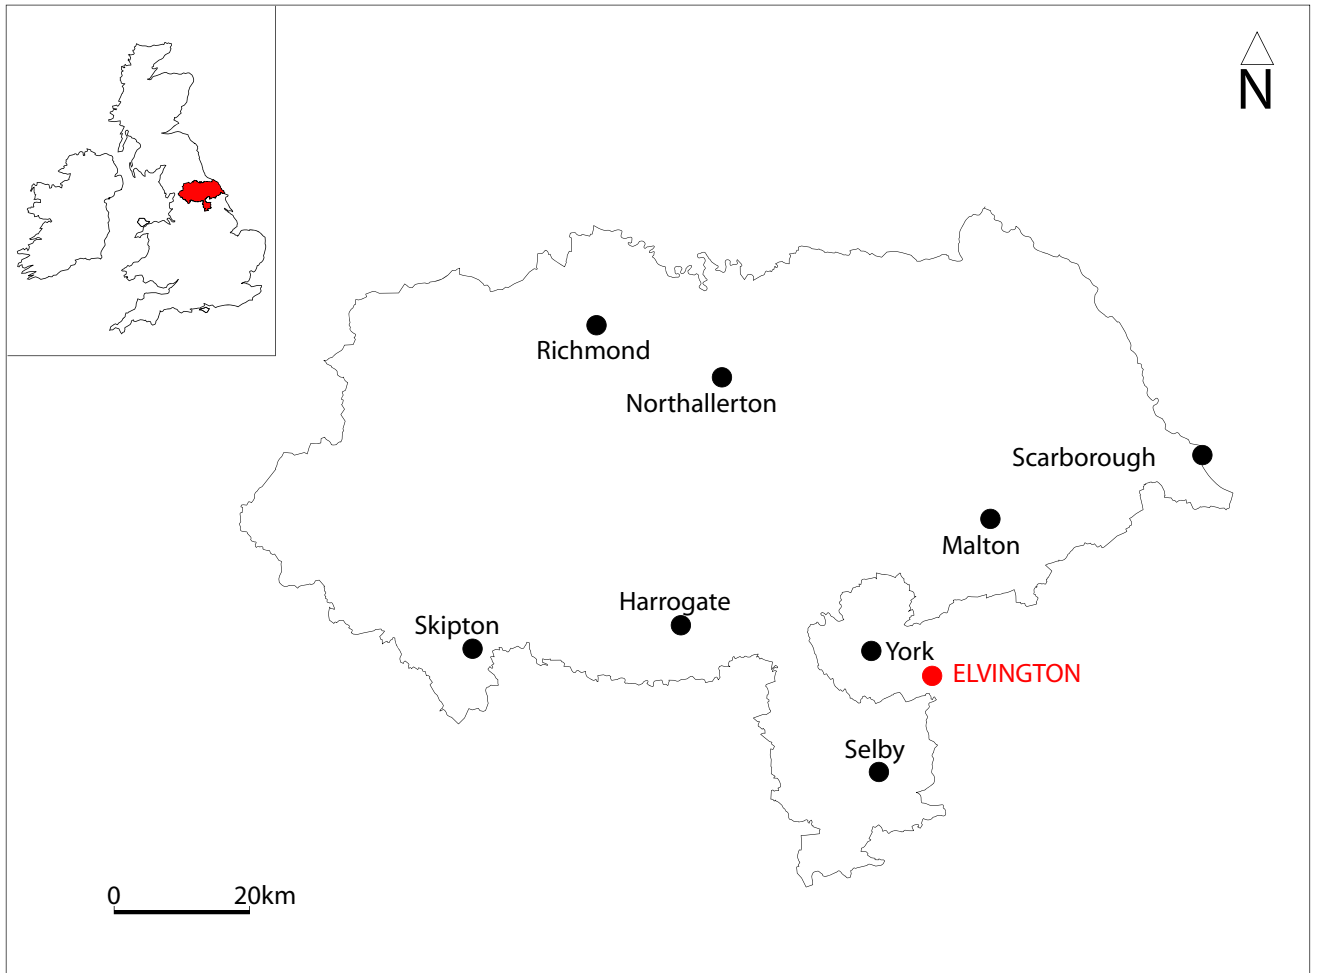 N
Richmond
Northallerton
Scarborough
Malton
Harrogate
Skipton
York
ELVINGTON
Selby
0 20km